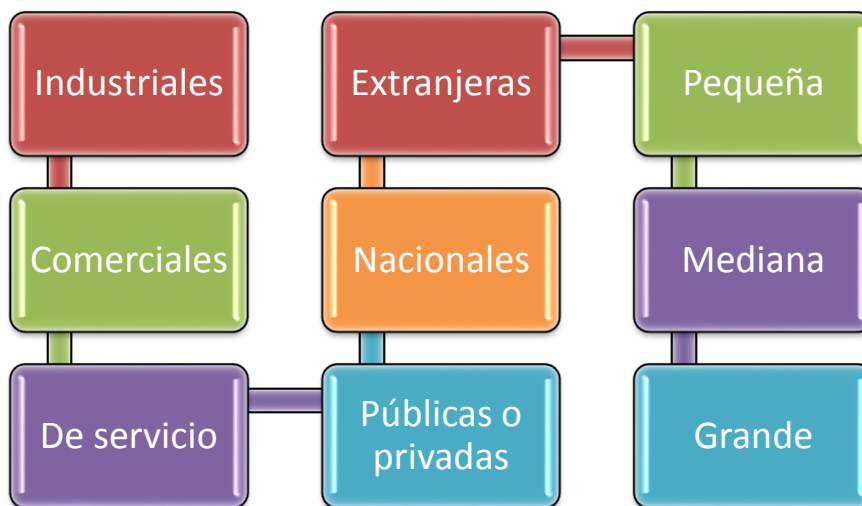 Industriales
Comerciales
De servicio
Públicas o
privadas
Nacionales
Extranjeras
Pequeña
Mediana
Grande